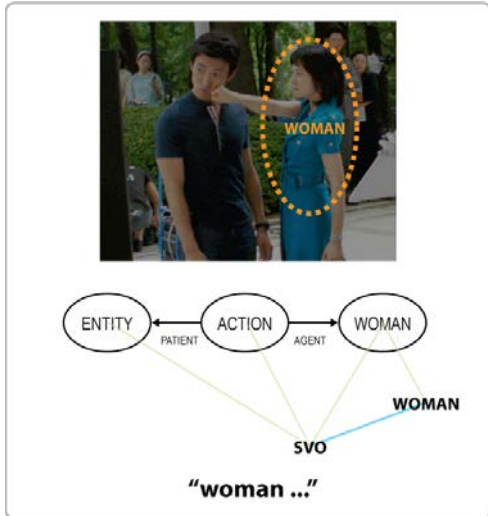 WOMAN
ENTITY ACTION WOMAN
PATIENT AGENT
WOMAN
SVO
"woman ..."